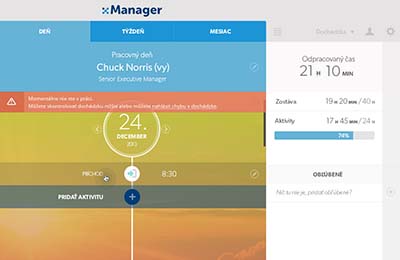 xManager
DEŇ
TÝŽDEŇ
MESIAC
Dochádzka
Pracovný deň
Chuck Norris (vy)
Senior Executive Manager
Momentálne nie ste v práci.
Môžete skontrolovať dochádzku nižšie alebo môžete nahlásiť chybu v dochádzke.
24.
DECEMBER
2013
PRÍCHOD
8:30
PRIDAŤ AKTIVITU
Odpracovaný čas
21 H 10 MIN
Zostáva
19 H 20 MIN / 40 H
Aktivity
17 H 45 MIN / 24 H
74%
OBĽÚBENÉ
Nič tu nie je, pridať obľúbené?